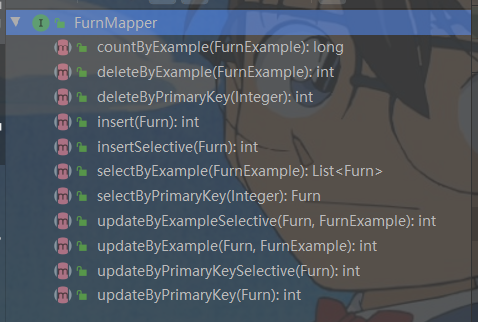 FurnMapper
countByExample(FurnExample): long
deleteByExample(FurnExample): int
deleteByPrimaryKey(Integer): int
insert(Furn): int
insertSelective(Furn): int
selectByExample(FurnExample): List<Furn>
selectByPrimaryKey(Integer): Furn
updateByExampleSelective(Furn, FurnExample): int
updateByExample(Furn, FurnExample): int
updateByPrimaryKeySelective(Furn): int
updateByPrimaryKey(Furn): int